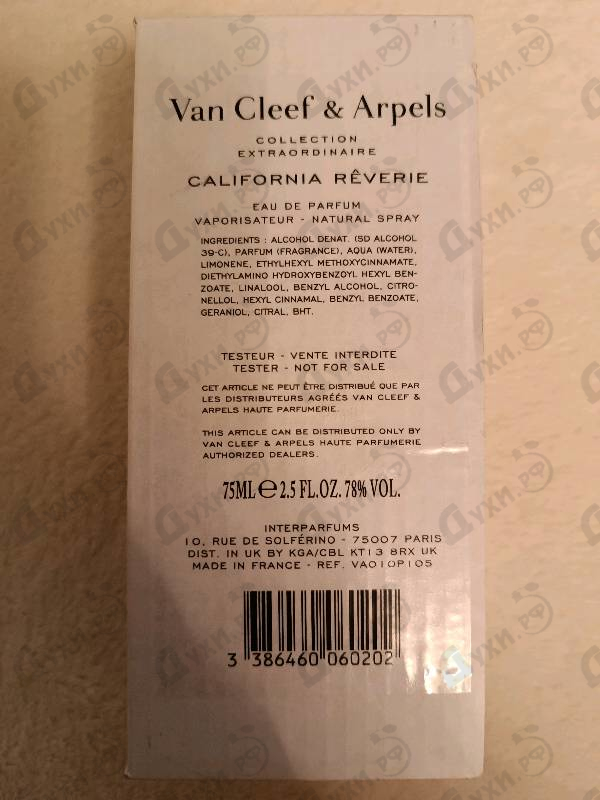 Van Cleef & Arpels
COLLECTION
EXTRAORDINAIRE
CALIFORNIA RÊVERIE
EAU DE PARFUM
VAPORISATEUR - NATURAL SPRAY
INGREDIENTS : ALCOHOL DENAT. (SD ALCOHOL
39-C), PARFUM (FRAGRANCE), AQUA (WATER),
LIMONENE, ETHYLHEXYL METHOXYCINNAMATE,
DIETHYLAMINO HYDROXYBENZOYL HEXYL BEN-
ZOATE, LINALOOL, BENZYL ALCOHOL, CITRO-
NELLOL, HEXYL CINNAMAL, BENZYL BENZOATE,
GERANIOL, CITRAL, BHT.
TESTEUR - VENTE INTERDITE
TESTER - NOT FOR SALE
CET ARTICLE NE PEUT ÊTRE DISTRIBUÉ QUE PAR
LES DISTRIBUTEURS AGRÉÉS VAN CLEEF &
ARPELS HAUTE PARFUMERIE.
THIS ARTICLE CAN BE DISTRIBUTED ONLY BY
VAN CLEEF & ARPELS HAUTE PARFUMERIE
AUTHORIZED DEALERS.
75ML e 2.5 FL.OZ. 78% VOL.
INTERPARFUMS
10, RUE DE SOLFÉRINO - 75007 PARIS
DIST. IN UK BY KGA/CBL KT13 8RX UK
MADE IN FRANCE - REF. VA010P105
3 386460 060202
Духи.РФ